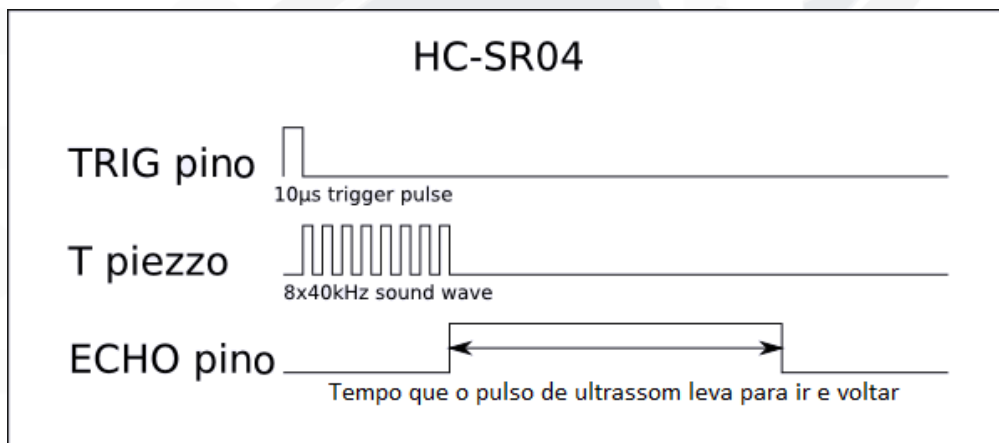 HC-SR04
TRIG pino
10µs trigger pulse
T piezzo
8x40kHz sound wave
ECHO pino
Tempo que o pulso de ultrassom leva para ir e voltar